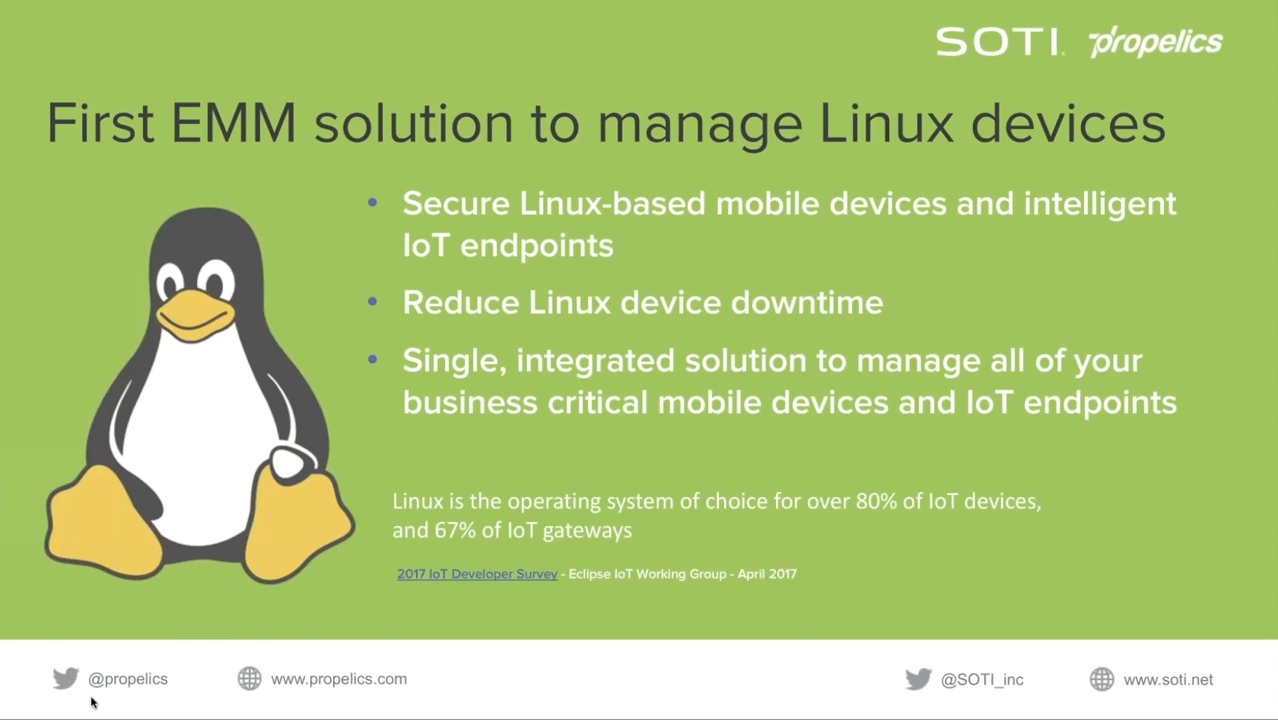 SOTI. propelics
First EMM solution to manage Linux devices
• Secure Linux-based mobile devices and intelligent
IoT endpoints
• Reduce Linux device downtime
• Single, integrated solution to manage all of your
business critical mobile devices and IoT endpoints
Linux is the operating system of choice for over 80% of IoT devices,
and 67% of IoT gateways
2017 IoT Developer Survey - Eclipse IoT Working Group - April 2017
@propelics www.propelics.com @SOTI_inc www.soti.net